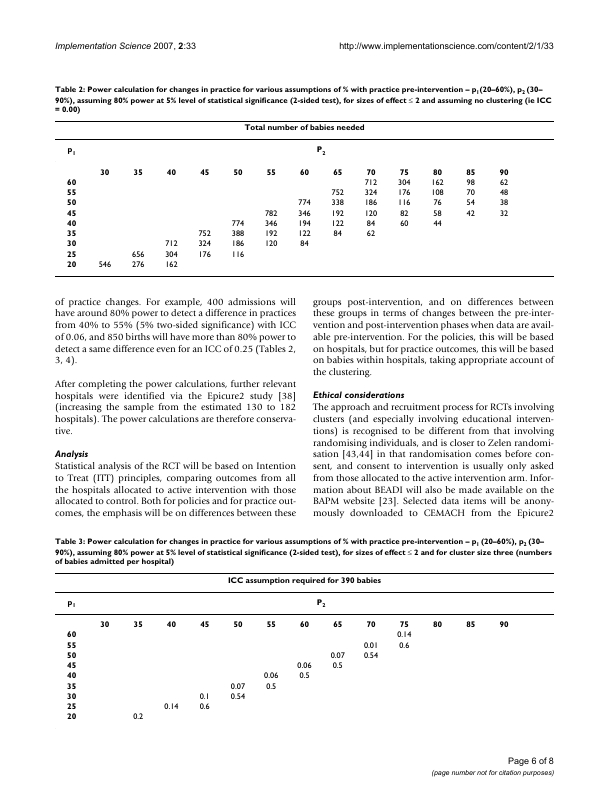 Implementation Science 2007, 2:33 http://www.implementationscience.com/content/2/1/33
Table 2: Power calculation for changes in practice for various assumptions of % with practice pre-intervention – p1(20–60%), p2 (30–
90%), assuming 80% power at 5% level of statistical significance (2-sided test), for sizes of effect ≤ 2 and assuming no clustering (ie ICC
= 0.00)
Total number of babies needed
P1 P2
30 35 40 45 50 55 60 65 70 75 80 85 90
60 712 304 162 98 62
55 752 324 176 108 70 48
50 774 338 186 116 76 54 38
45 782 346 192 120 82 58 42 32
40 774 346 194 122 84 60 44
35 752 388 192 122 84 62
30 712 324 186 120 84
25 656 304 176 116
20 546 276 162
of practice changes. For example, 400 admissions will
have around 80% power to detect a difference in practices
from 40% to 55% (5% two-sided significance) with ICC
of 0.06, and 850 births will have more than 80% power to
detect a same difference even for an ICC of 0.25 (Tables 2,
3, 4).
After completing the power calculations, further relevant
hospitals were identified via the Epicure2 study [38]
(increasing the sample from the estimated 130 to 182
hospitals). The power calculations are therefore conserva-
tive.
Analysis
Statistical analysis of the RCT will be based on Intention
to Treat (ITT) principles, comparing outcomes from all
the hospitals allocated to active intervention with those
allocated to control. Both for policies and for practice out-
comes, the emphasis will be on differences between these
groups post-intervention, and on differences between
these groups in terms of changes between the pre-inter-
vention and post-intervention phases when data are avail-
able pre-intervention. For the policies, this will be based
on hospitals, but for practice outcomes, this will be based
on babies within hospitals, taking appropriate account of
the clustering.
Ethical considerations
The approach and recruitment process for RCTs involving
clusters (and especially involving educational interven-
tions) is recognised to be different from that involving
randomising individuals, and is closer to Zelen randomi-
sation [43,44] in that randomisation comes before con-
sent, and consent to intervention is usually only asked
from those allocated to the active intervention arm. Infor-
mation about BEADI will also be made available on the
BAPM website [23]. Selected data items will be anony-
mously downloaded to CEMACH from the Epicure2
Table 3: Power calculation for changes in practice for various assumptions of % with practice pre-intervention – p1 (20–60%), p2 (30–
90%), assuming 80% power at 5% level of statistical significance (2-sided test), for sizes of effect ≤ 2 and for cluster size three (numbers
of babies admitted per hospital)
ICC assumption required for 390 babies
P1 P2
30 35 40 45 50 55 60 65 70 75 80 85 90
60 0.14
55 0.01 0.6
50 0.07 0.54
45 0.06 0.5
40 0.06 0.5
35 0.07 0.5
30 0.1 0.54
25 0.14 0.6
20 0.2
Page 6 of 8
(page number not for citation purposes)